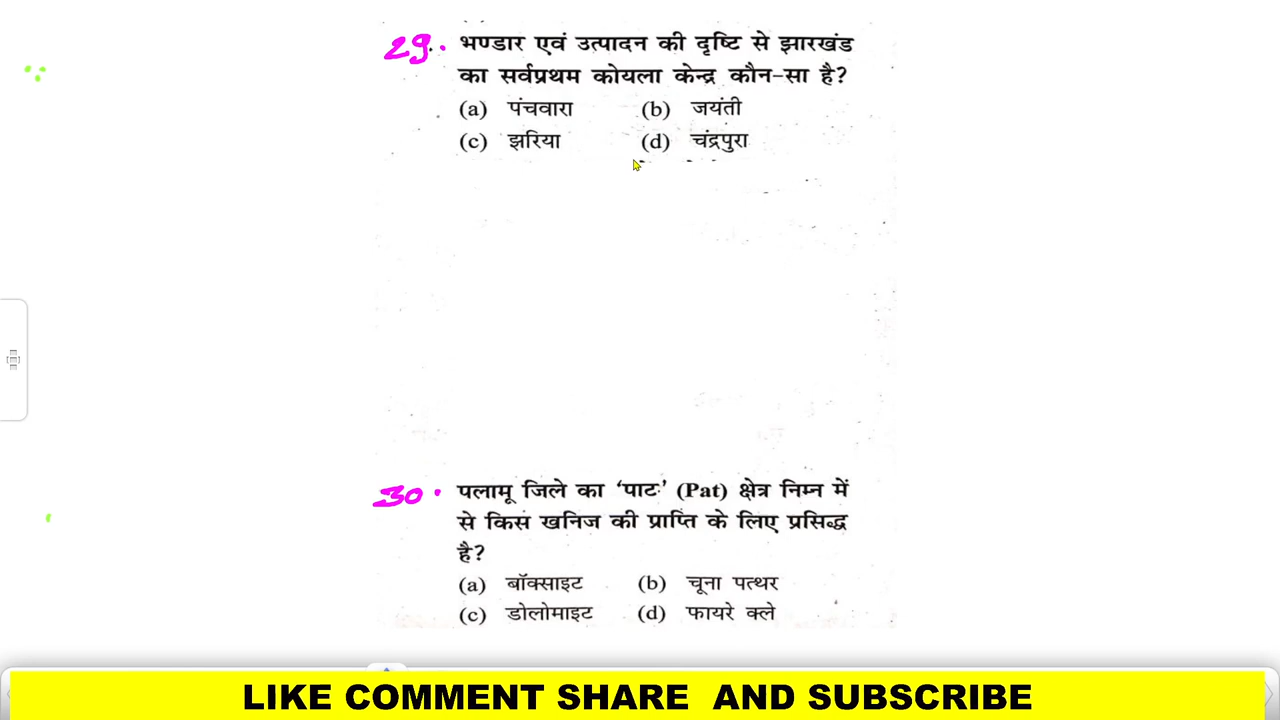 29. भण्डार एवं उत्पादन की दृष्टि से झारखंड
का सर्वप्रथम कोयला केन्द्र कौन-सा है?
(a) पंचवारा (b) जयंती
(c) झरिया (d) चंद्रपुरा
30. पलामू जिले का ‘पाट’ (Pat) क्षेत्र निम्न में
से किस खनिज की प्राप्ति के लिए प्रसिद्ध
है?
(a) बॉक्साइट (b) चूना पत्थर
(c) डोलोमाइट (d) फायरे क्ले
LIKE COMMENT SHARE AND SUBSCRIBE